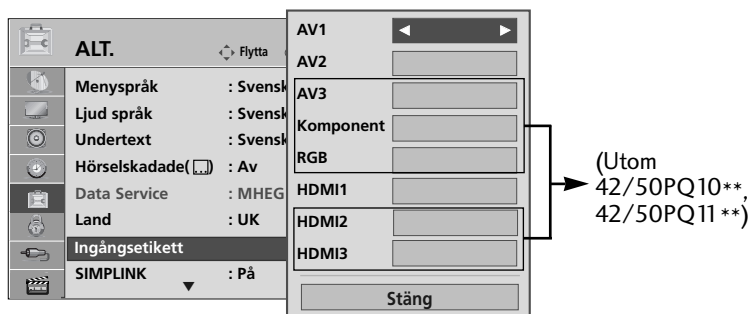 ALT.
Flytta
Menyspråk : Svensk
Ljud språk : Svensk
Undertext : Svensk
Hörselskadade( ) : Av
Data Service : MHEG
Land : UK
Ingångsetikett
SIMPLINK : På
AV1
AV2
AV3
Komponent
RGB
HDMI1
HDMI2
HDMI3
Stäng
(Utom
42/50PQ10**,
42/50PQ11**)